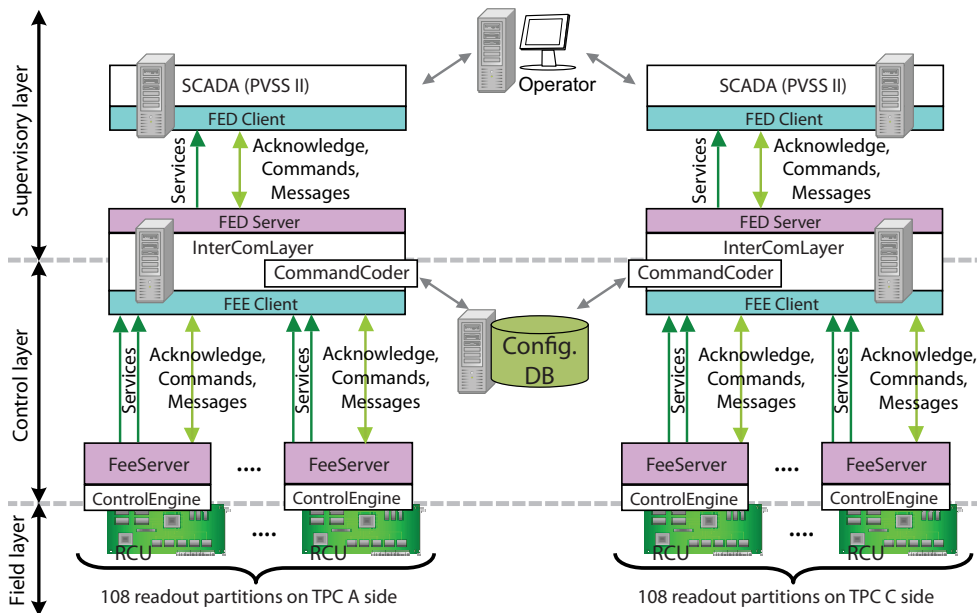 Supervisory layer
Control layer
Field layer
Operator
SCADA (PVSS II)
FED Client
Services
Acknowledge,
Commands,
Messages
FED Server
InterComLayer
CommandCoder
FEE Client
Services
Acknowledge,
Commands,
Messages
Services
Acknowledge,
Commands,
Messages
FeeServer
....
FeeServer
ControlEngine
ControlEngine
RCU
....
RCU
108 readout partitions on TPC A side
Config.
DB
SCADA (PVSS II)
FED Client
Services
Acknowledge,
Commands,
Messages
FED Server
InterComLayer
CommandCoder
FEE Client
Services
Acknowledge,
Commands,
Messages
Services
Acknowledge,
Commands,
Messages
FeeServer
....
FeeServer
ControlEngine
ControlEngine
RCU
....
RCU
108 readout partitions on TPC C side